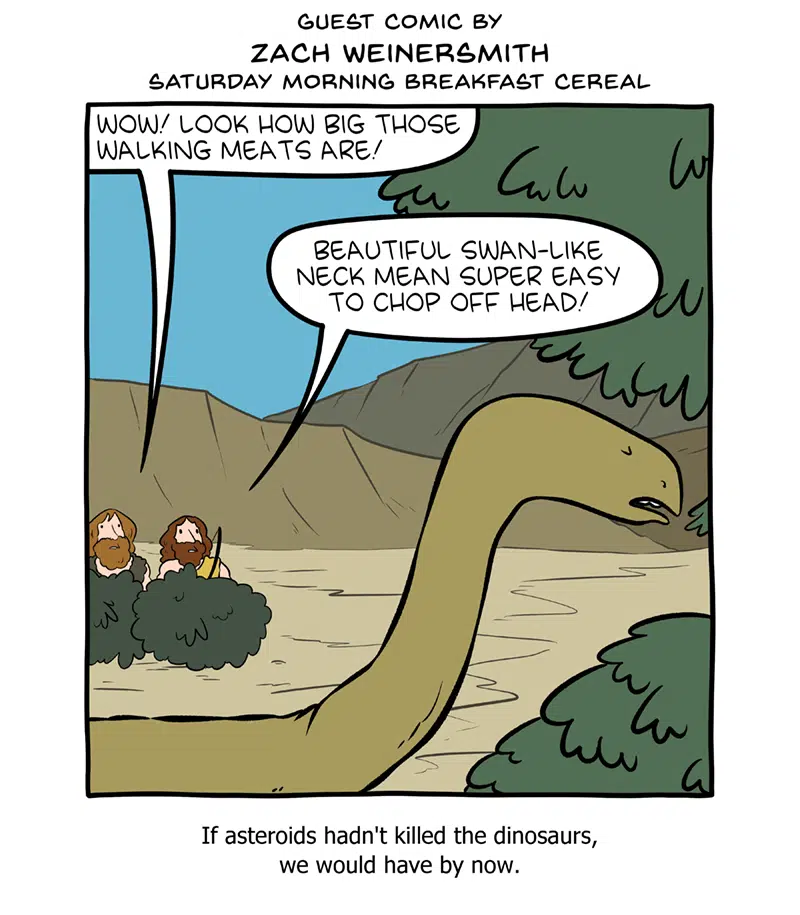 GUEST COMIC BY
ZACH WEINERSMITH
SATURDAY MORNING BREAKFAST CEREAL
WOW! LOOK HOW BIG THOSE
WALKING MEATS ARE!
BEAUTIFUL SWAN-LIKE
NECK MEAN SUPER EASY
TO CHOP OFF HEAD!
If asteroids hadn't killed the dinosaurs,
we would have by now.